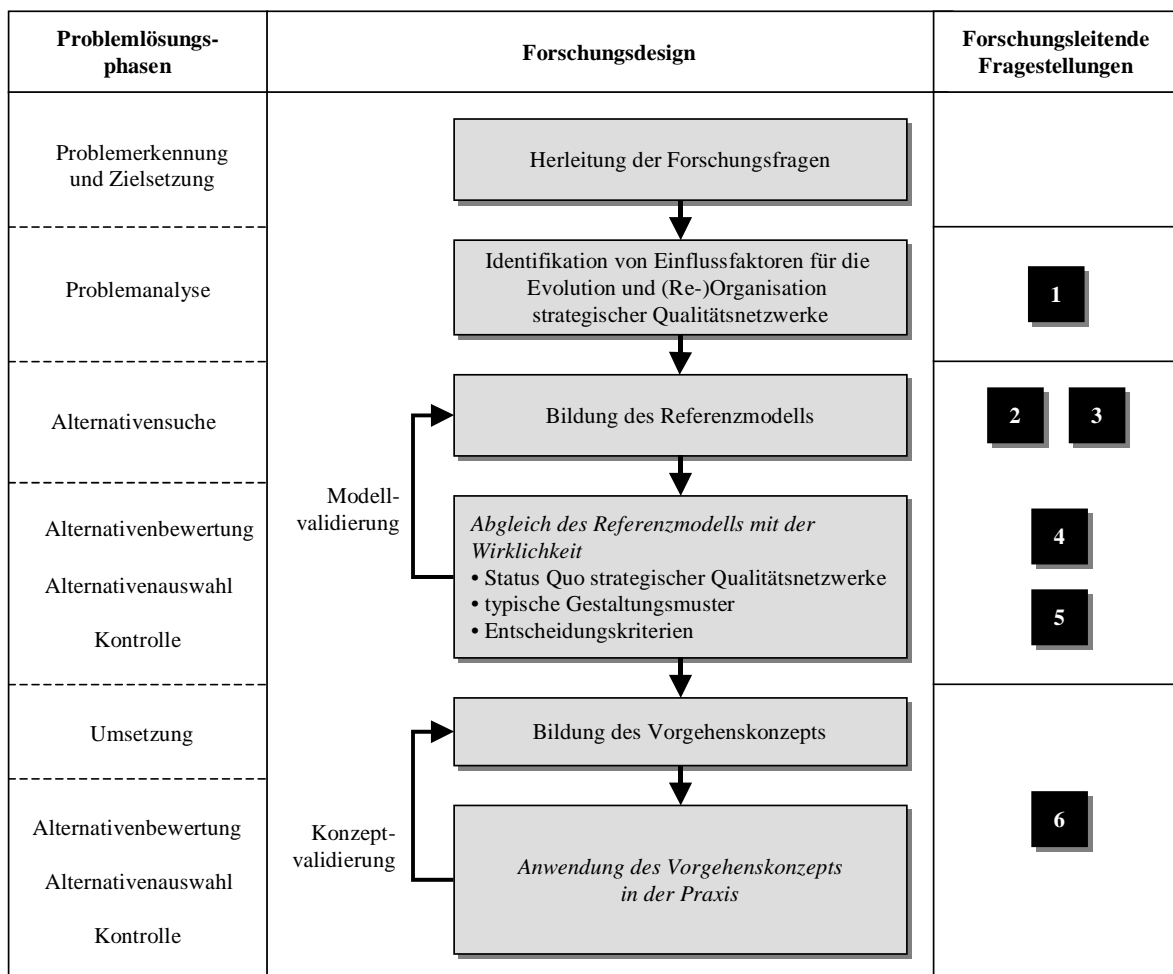 Problemlösungs-
phasen
Forschungsdesign
Forschungsleitende
Fragestellungen
Problemerkennung
und Zielsetzung
Herleitung der Forschungsfragen
Problemanalyse
Identifikation von Einflussfaktoren für die
Evolution und (Re-)Organisation
strategischer Qualitätsnetzwerke
1
Alternativensuche
Bildung des Referenzmodells
2
3
Modell-
validierung
Alternativenbewertung
Alternativenauswahl
Kontrolle
Abgleich des Referenzmodells mit der
Wirklichkeit
• Status Quo strategischer Qualitätsnetzwerke
• typische Gestaltungsmuster
• Entscheidungskriterien
4
5
Umsetzung
Bildung des Vorgehenskonzepts
Konzept-
validierung
Alternativenbewertung
Alternativenauswahl
Kontrolle
Anwendung des Vorgehenskonzepts
in der Praxis
6